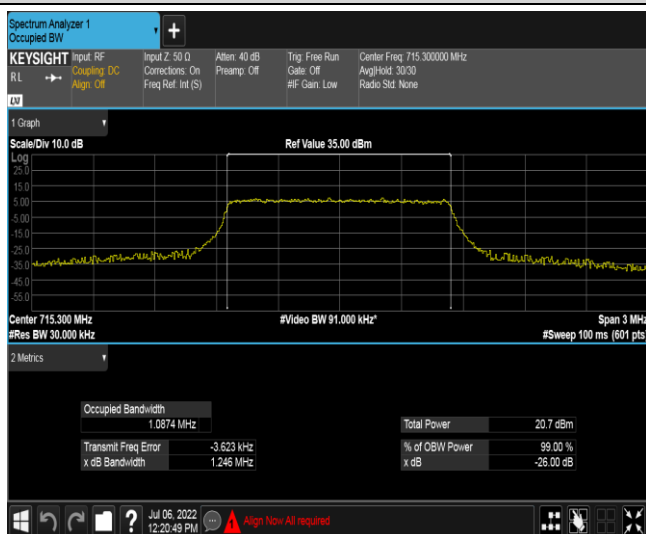 Spectrum Analyzer 1
Occupied BW
+
KEYSIGHT Input: RF Input Z: 50 Ω Atten: 40 dB Trig: Free Run Center Freq: 715.300000 MHz
RL Coupling: DC Corrections: On Preamp: Off Gate: Off Avg|Hold: 30/30
Align: Off Freq Ref: Int (S) #IF Gain: Low Radio Std: None
LXI
1 Graph
Scale/Div 10.0 dB Ref Value 35.00 dBm
Log
25.0
15.0
5.00
-5.00
-15.0
-25.0
-35.0
-45.0
-55.0
Center 715.300 MHz #Video BW 91.000 kHz* Span 3 MHz
#Res BW 30.000 kHz #Sweep 100 ms (601 pts)
2 Metrics
Occupied Bandwidth
1.0874 MHz Total Power 20.7 dBm
Transmit Freq Error -3.623 kHz % of OBW Power 99.00 %
x dB Bandwidth 1.246 MHz x dB -26.00 dB
? Jul 06, 2022
12:20:49 PM
Align Now All required